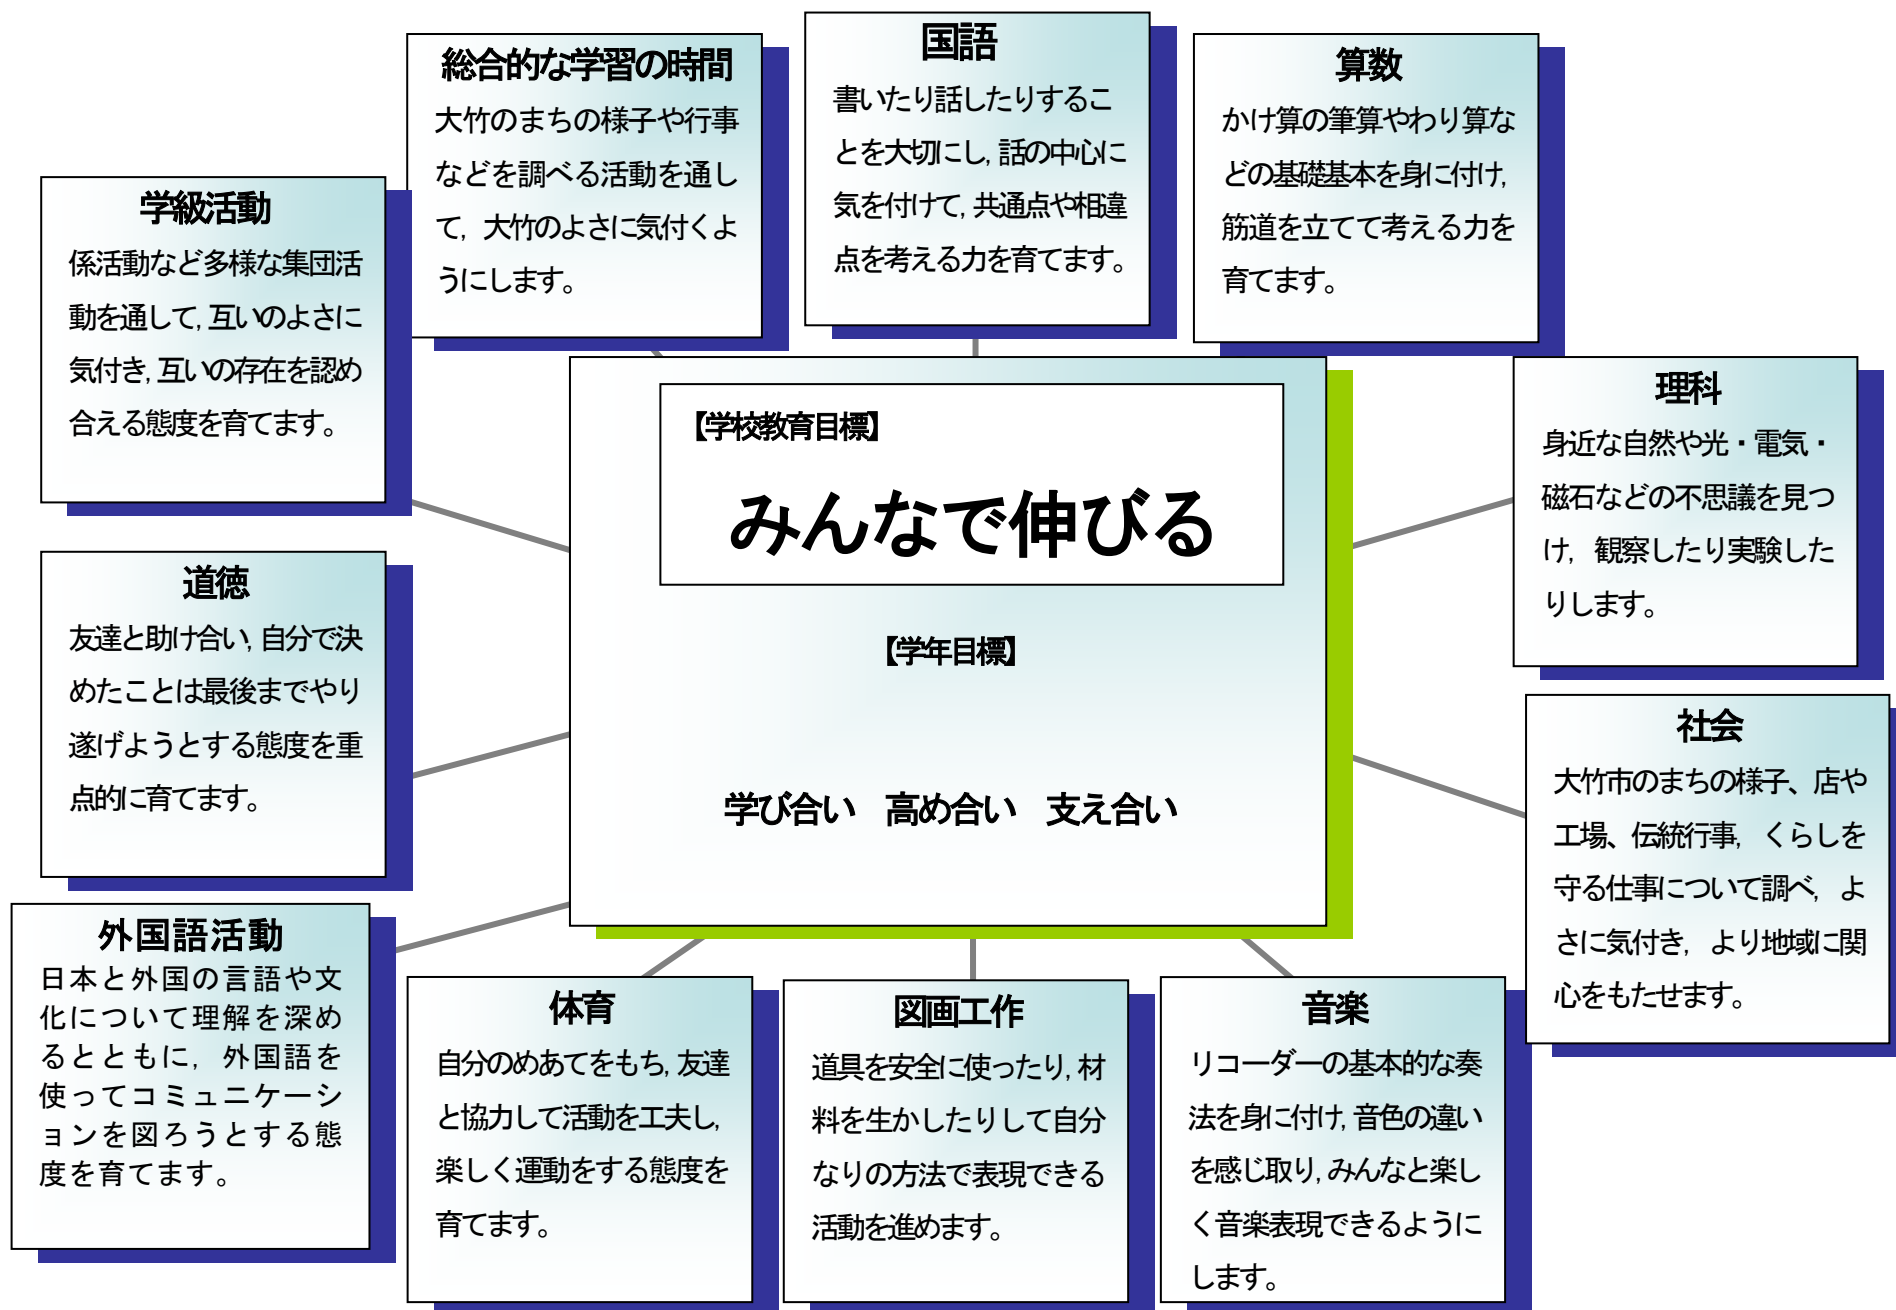 総合的な学習の時間
大竹のまちの様子や行事
などを調べる活動を通し
て，大竹のよさに気付くよ
うにします。
国語
書いたり話したりするこ
とを大切にし，話の中心に
気を付けて，共通点や相違
点を考える力を育てます。
算数
かけ算の筆算やわり算な
どの基礎基本を身に付け，
筋道を立てて考える力を
育てます。
学級活動
係活動など多様な集団活
動を通して，互いのよさに
気付き，互いの存在を認め
合える態度を育てます。
【学校教育目標】
みんなで伸びる
【学年目標】
学び合い　高め合い　支え合い
理科
身近な自然や光・電気・
磁石などの不思議を見つ
け，観察したり実験した
りします。
道徳
友達と助け合い，自分で決
めたことは最後までやり
遂げようとする態度を重
点的に育てます。
社会
大竹市のまちの様子、店や
工場、伝統行事，くらしを
守る仕事について調べ，よ
さに気付き，より地域に関
心をもたせます。
外国語活動
日本と外国の言語や文
化について理解を深め
るとともに，外国語を
使ってコミュニケーシ
ョンを図ろうとする態
度を育てます。
体育
自分のめあてをもち，友達
と協力して活動を工夫し，
楽しく運動をする態度を
育てます。
図画工作
道具を安全に使ったり，材
料を生かしたりして自分
なりの方法で表現できる
活動を進めます。
音楽
リコーダーの基本的な奏
法を身に付け，音色の違い
を感じ取り，みんなと楽し
く音楽表現できるように
します。